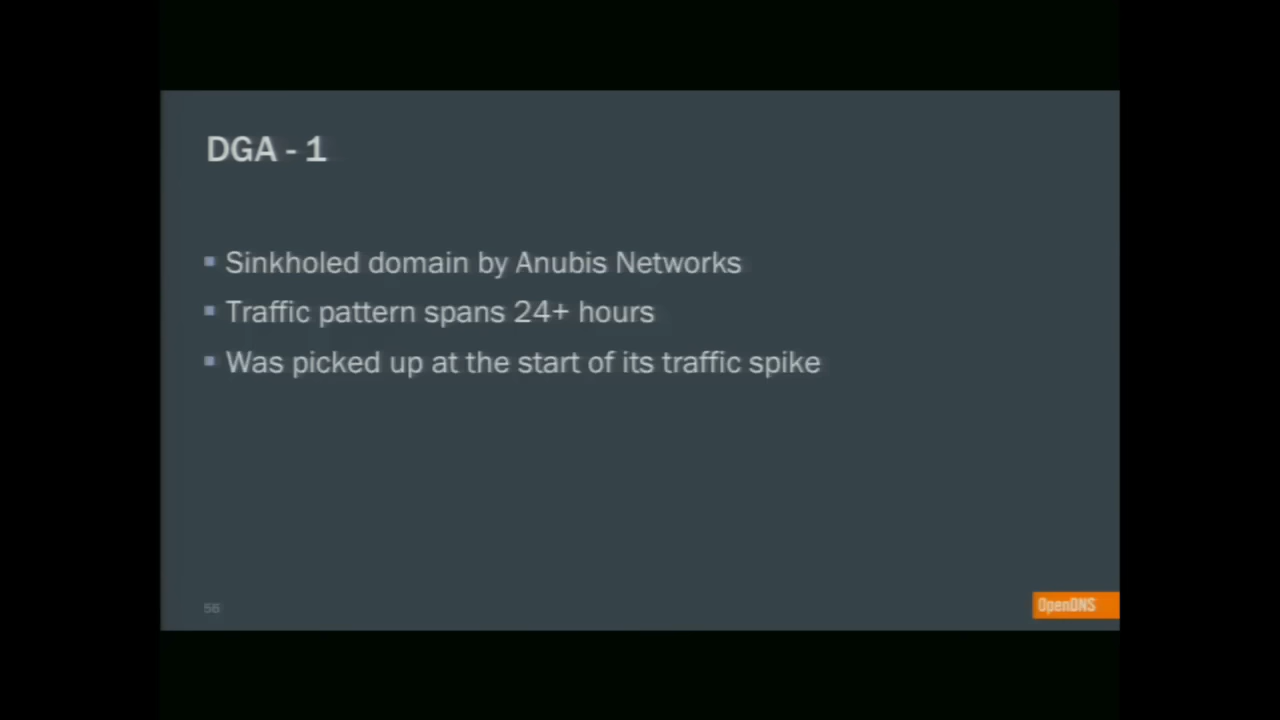 DGA - 1
Sinkholed domain by Anubis Networks
Traffic pattern spans 24+ hours
Was picked up at the start of its traffic spike
56
OpenDNS